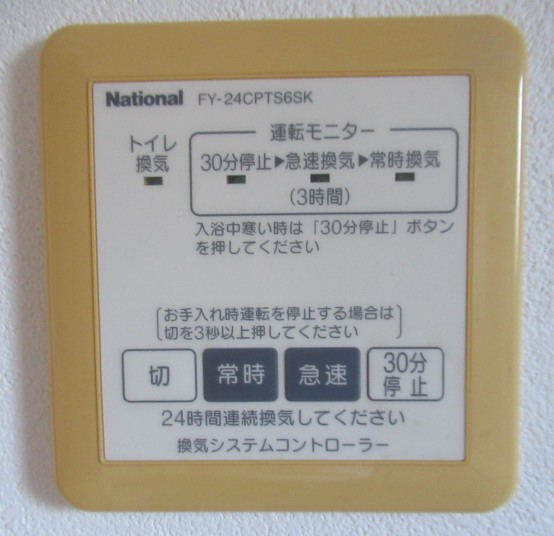 National FY-24CPTS6SK
運転モニター
トイレ
換気
30分停止▶急速換気▶常時換気
(3時間)
入浴中寒い時は「30分停止」ボタン
を押してください
お手入れ時運転を停止する場合は
切を3秒以上押してください
切 常時 急速 30分
停止
24時間連続換気してください
換気システムコントローラー